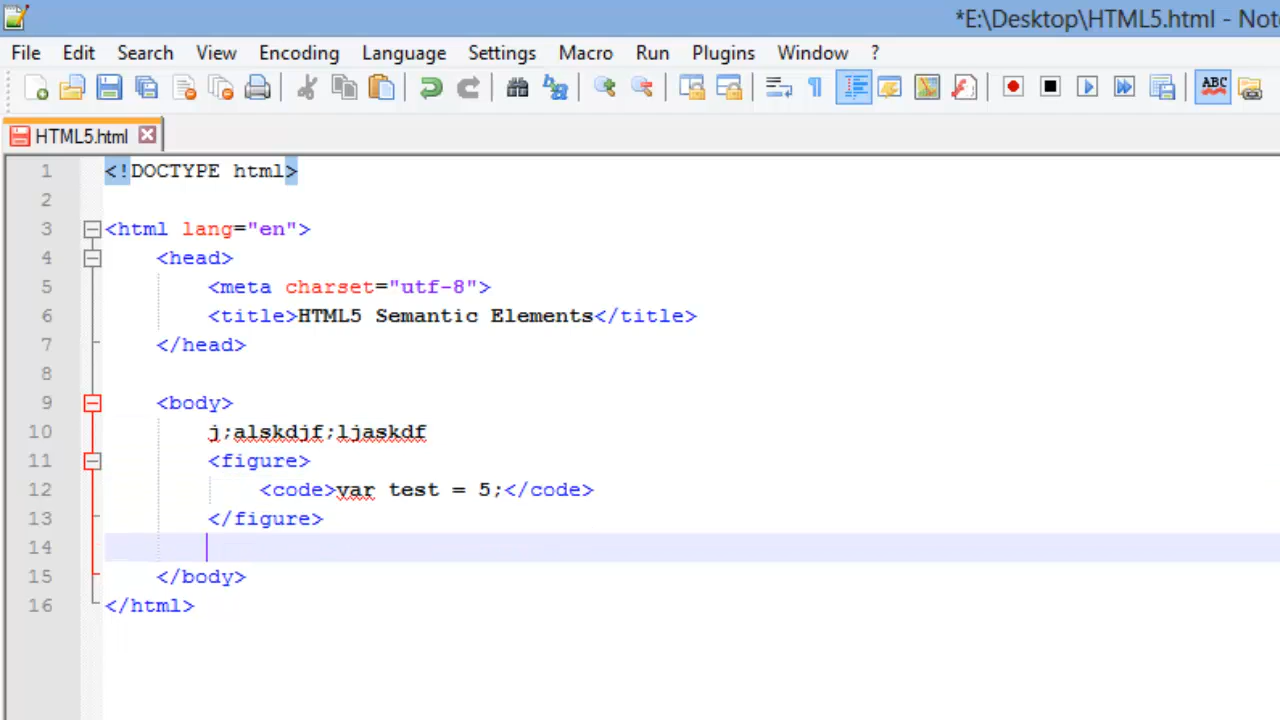 *E:\Desktop\HTML5.html - Note
File Edit Search View Encoding Language Settings Macro Run Plugins Window ?
ABC
HTML5.html
1 <!DOCTYPE html>
2
3 <html lang="en">
4 <head>
5 <meta charset="utf-8">
6 <title>HTML5 Semantic Elements</title>
7 </head>
8
9 <body>
10 j;alskdjf;ljaskdf
11 <figure>
12 <code>var test = 5;</code>
13 </figure>
14
15 </body>
16 </html>